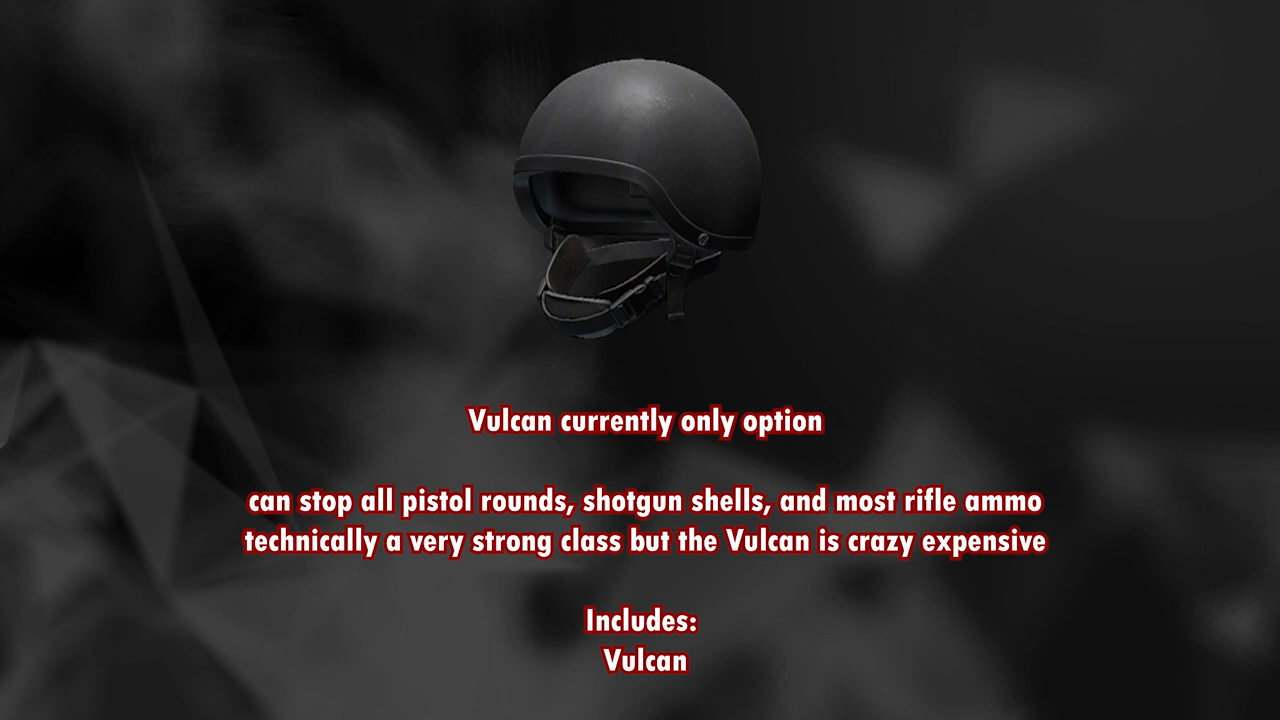 Vulcan currently only option
can stop all pistol rounds, shotgun shells, and most rifle ammo
technically a very strong class but the Vulcan is crazy expensive
Includes:
Vulcan